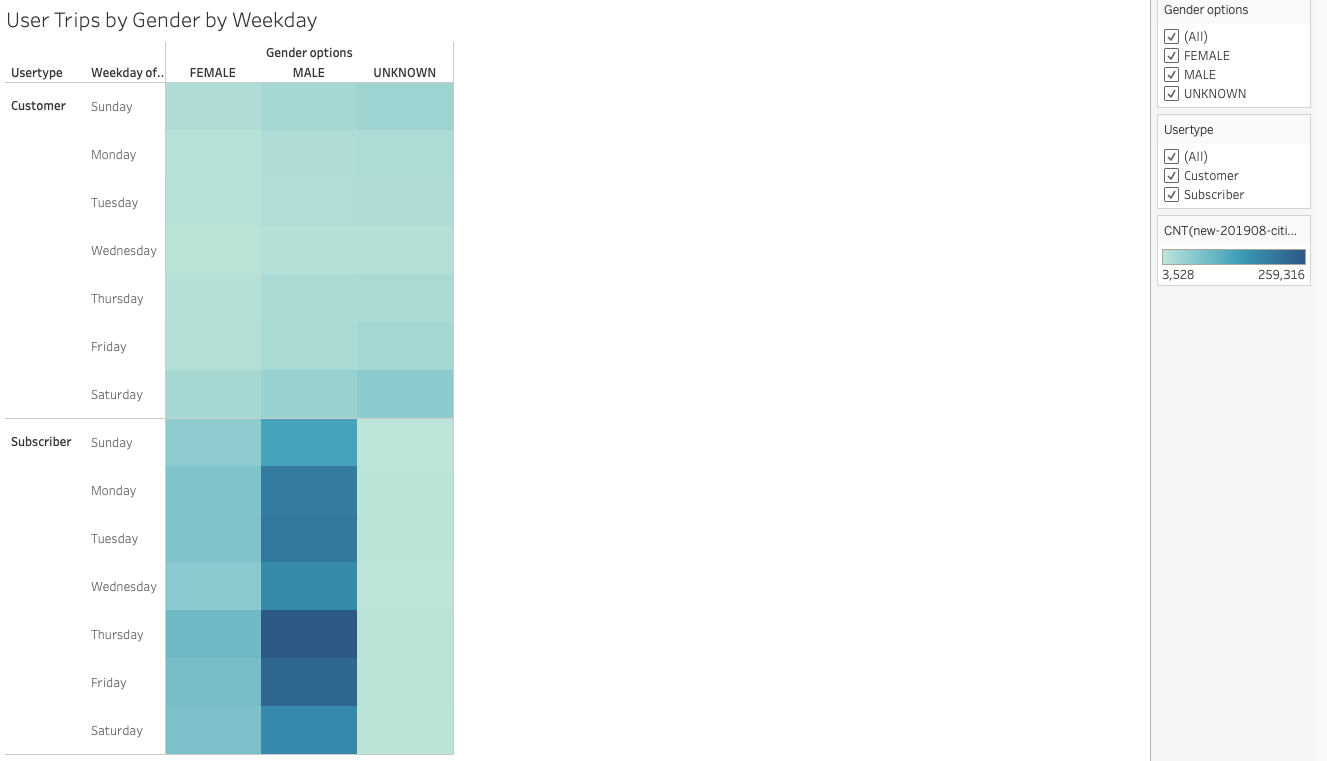 User Trips by Gender by Weekday
Gender options
Usertype Weekday of.. FEMALE MALE UNKNOWN
Customer Sunday
Monday
Tuesday
Wednesday
Thursday
Friday
Saturday
Subscriber Sunday
Monday
Tuesday
Wednesday
Thursday
Friday
Saturday
Gender options
(All)
FEMALE
MALE
UNKNOWN
Usertype
(All)
Customer
Subscriber
CNT(new-201908-citi...
3,528 259,316